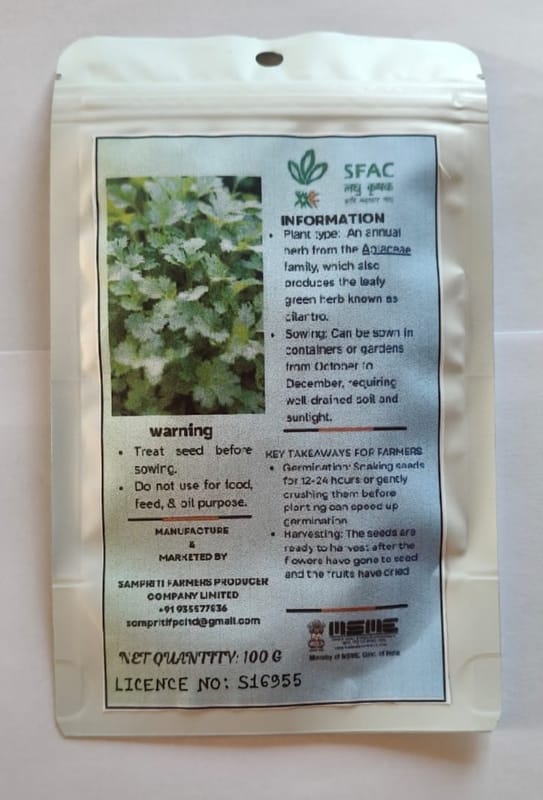 SFAC
लघु कृषक
INFORMATION
• Plant type: An annual
herb from the Apiaceae
family, which also
produces the leafy
green herb known as
cilantro.
• Sowing: Can be sown in
containers or gardens
from October to
December, requiring
well-drained soil and
sunlight.
warning
• Treat seed before
sowing.
• Do not use for food,
feed, & oil purpose.
KEY TAKEAWAYS FOR FARMERS
• Germination: Soaking seeds
for 12-24 hours or gently
crushing them before
planting can speed up
germination
• Harvesting: The seeds are
ready to harvest after the
flowers have gone to seed
and the fruits have dried
MANUFACTURE
&
MARKETED BY
SAMPRITI FARMERS PRODUCER
COMPANY LIMITED
sampritifpcltd@gmail.com
MSME
Ministry of MSME, Govt. of India
NET QUANTITY: 100 G
LICENCE NO: S16955